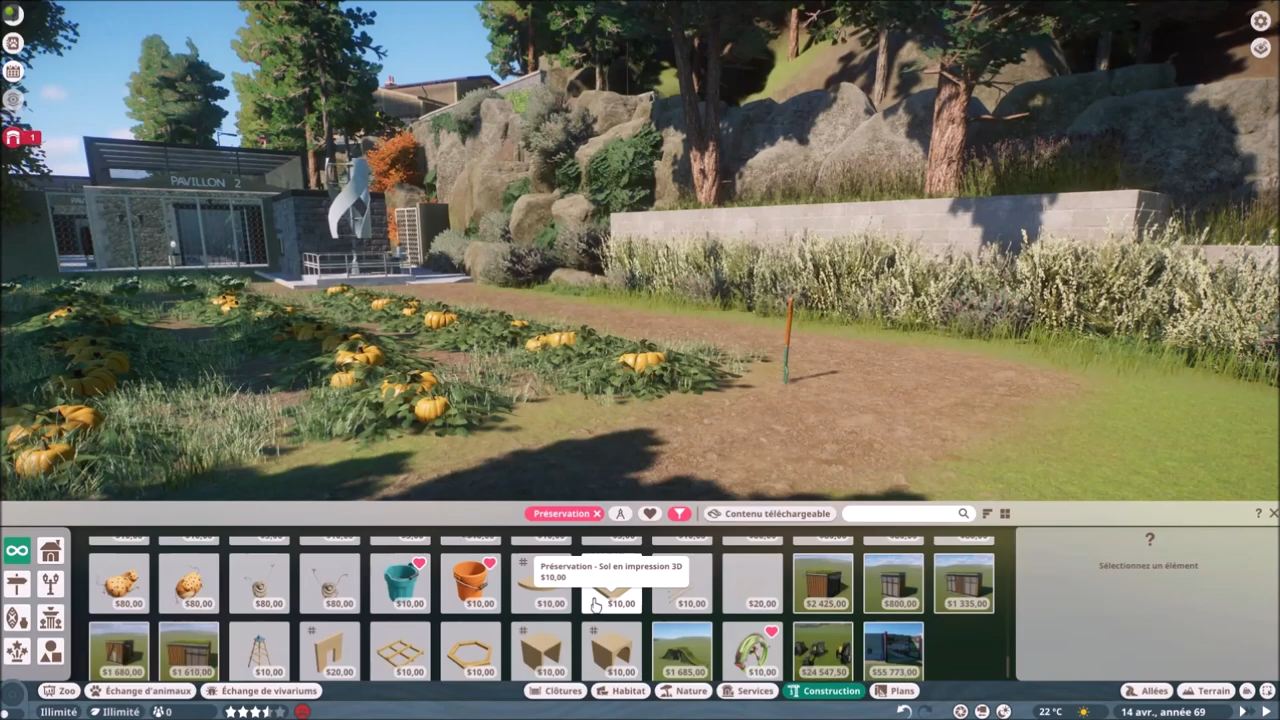 1
PAVILLON 2
Préservation ×
Contenu téléchargeable
? ×
Préservation - Sol en impression 3D
$10,00
$80,00
$80,00
$80,00
$80,00
$10,00
$10,00
$10,00
$10,00
$10,00
$20,00
$2 425,00
$800,00
$1 335,00
$1 680,00
$1 610,00
$10,00
$20,00
$10,00
$10,00
$10,00
$10,00
$1 685,00
$10,00
$24 547,50
$55 773,00
?
Sélectionnez un élément
Zoo
Échange d'animaux
Échange de vivariums
Clôtures
Habitat
Nature
Services
Construction
Plans
Allées
Terrain
Illimité
Illimité
0
22 °C
14 avr., année 69